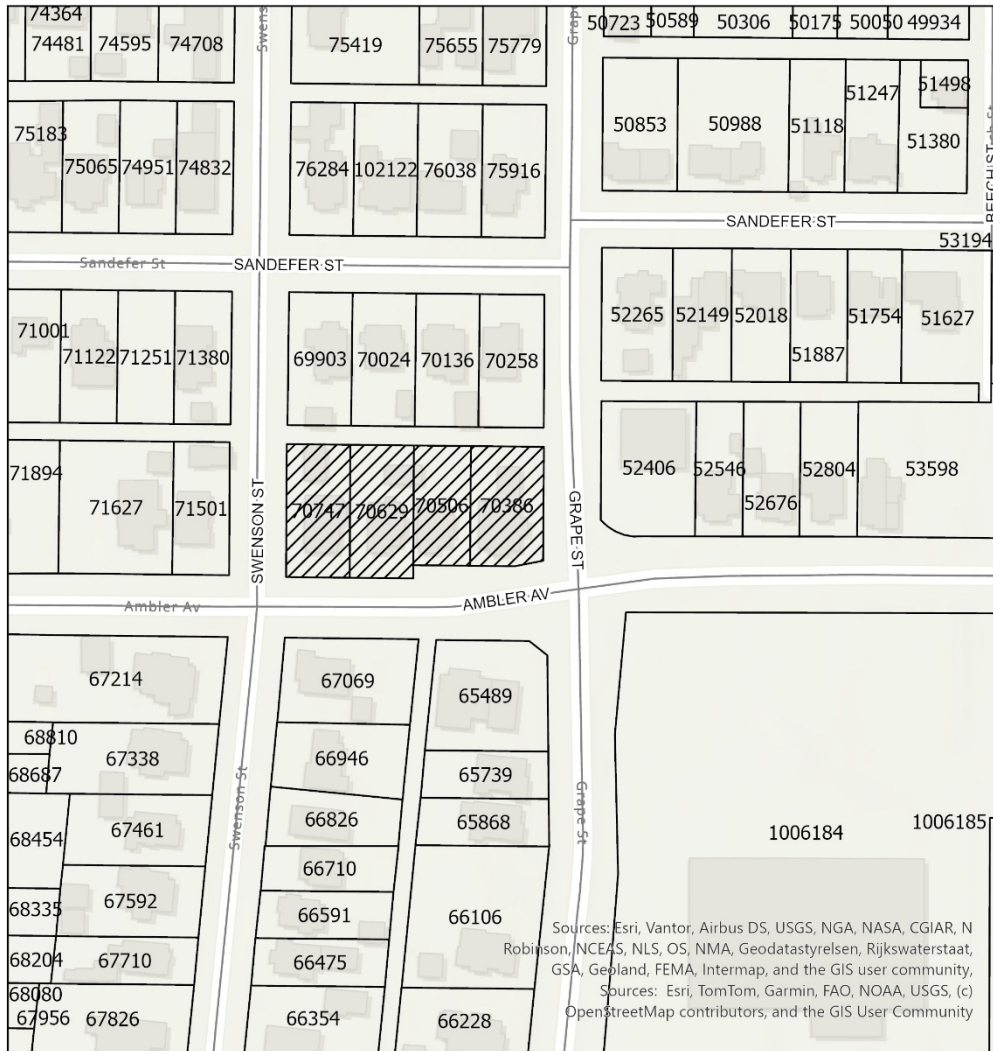 74364
74481 74595 74708
Swens
75419
75655 75779
Grape
50723 50589 50306 50175 50050 49934
50853
50988
51118
51247
51498
51380
75183
75065 74951 74832
76284 102122 76038 75916
SANDEFER ST
BEECH ST
ch St
53194
Sandefer St
SANDEFER ST
52265 52149 52018
51887
51754
51627
71001
71122 71251 71380
69903 70024 70136 70258
52406
52546
52676
52804
53598
71894
71627
71501
70747 70629 70506 70386
SWENSON ST
GRAPE ST
Ambler Av
AMBLER AV
67214
67069
65489
68810
68687
67338
66946
65739
68454
67461
66826
65868
Swenson St
Grape St
1006184
1006185
66710
68335
67592
66591
66106
68204
67710
66475
68080
67956
67826
66354
66228
Sources: Esri, Vantor, Airbus DS, USGS, NGA, NASA, CGIAR, N
Robinson, NCEAS, NLS, OS, NMA, Geodatastyrelsen, Rijkswaterstaat,
GSA, Geoland, FEMA, Intermap, and the GIS user community,
Sources: Esri, TomTom, Garmin, FAO, NOAA, USGS, (c)
OpenStreetMap contributors, and the GIS User Community